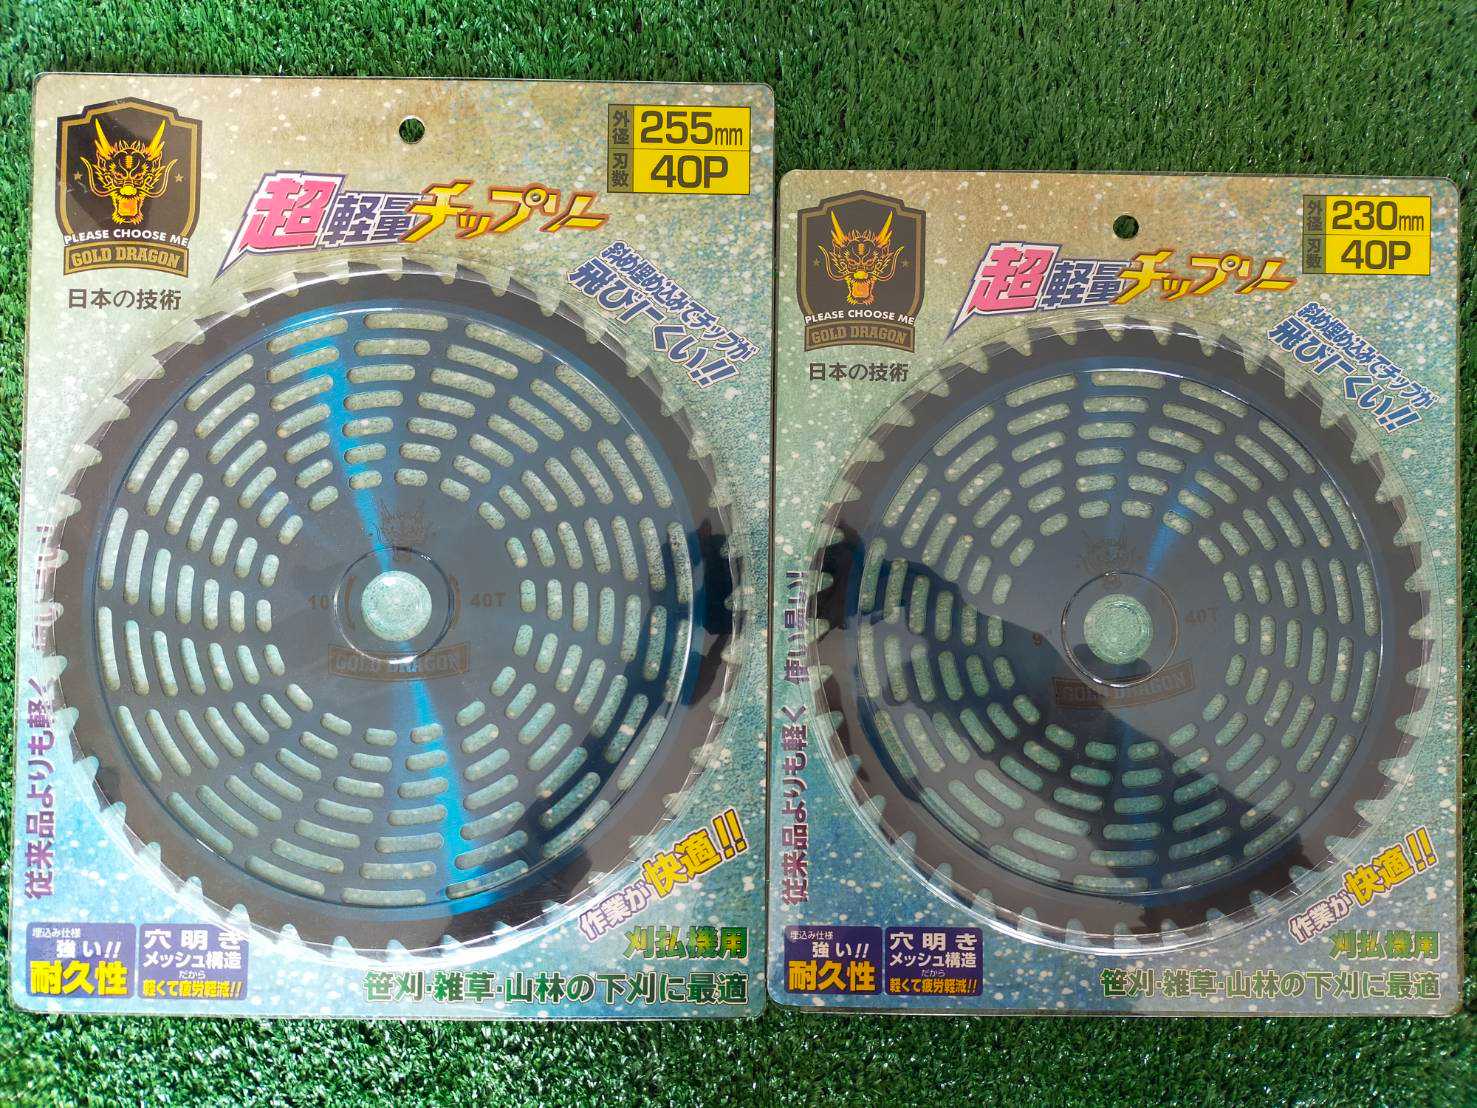 外径 255mm
刃数 40P
PLEASE CHOOSE ME
GOLD DRAGON
日本の技術
超軽量チップソー
斜め埋め込みでチップが
飛びにくい!!
40T
GOLD DRAGON
従来品よりも軽く
作業が快適!!
刈払機用
笹刈・雑草・山林の下刈に最適
埋込み仕様
強い!!
耐久性
穴明き
メッシュ構造
だから
軽くて疲労軽減!!
外径 230mm
刃数 40P
PLEASE CHOOSE ME
GOLD DRAGON
日本の技術
超軽量チップソー
斜め埋め込みでチップが
飛びにくい!!
40T
GOLD DRAGON
従来品よりも軽く 使い易い!
作業が快適!!
刈払機用
笹刈・雑草・山林の下刈に最適
埋込み仕様
強い!!
耐久性
穴明き
メッシュ構造
だから
軽くて疲労軽減!!